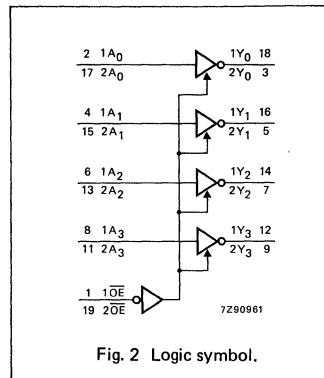 2 1A0 1Y0 18
17 2A0 2Y0 3
4 1A1 1Y1 16
15 2A1 2Y1 5
6 1A2 1Y2 14
13 2A2 2Y2 7
8 1A3 1Y3 12
11 2A3 2Y3 9
1 1O̅E̅
19 2O̅E̅
7Z90961
Fig. 2 Logic symbol.